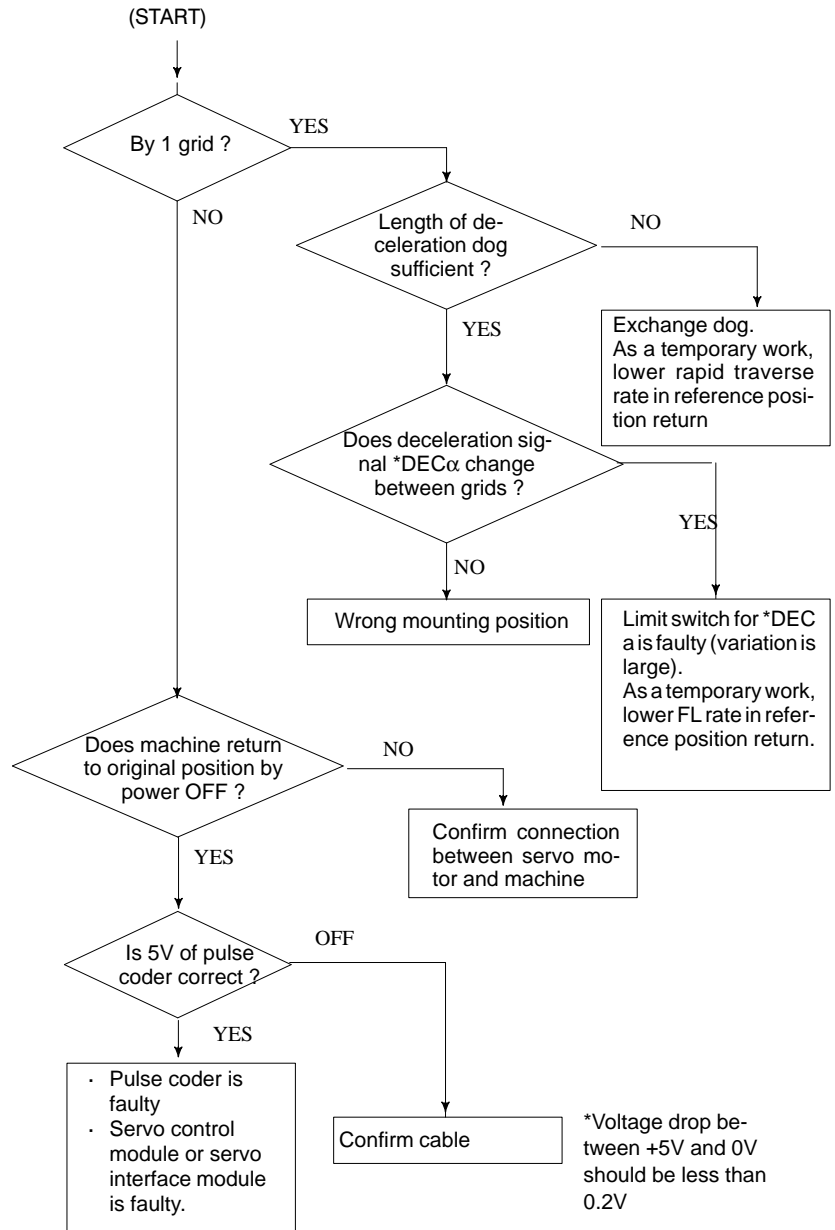 (START)
By 1 grid ?
YES
NO
Length of de-
celeration dog
sufficient ?
NO
YES
Exchange dog.
As a temporary work,
lower rapid traverse
rate in reference posi-
tion return
Does deceleration sig-
nal *DECα change
between grids ?
YES
NO
Wrong mounting position
Limit switch for *DEC
a is faulty (variation is
large).
As a temporary work,
lower FL rate in refer-
ence position return.
Does machine return
to original position by
power OFF ?
NO
YES
Confirm connection
between servo mo-
tor and machine
Is 5V of pulse
coder correct ?
OFF
YES
· Pulse coder is
faulty
· Servo control
module or servo
interface module
is faulty.
Confirm cable
*Voltage drop be-
tween +5V and 0V
should be less than
0.2V